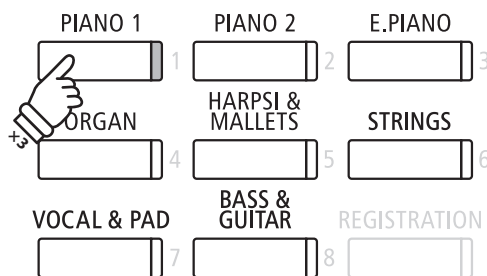 PIANO 1 PIANO 2 E.PIANO
1 2 3
×3 ORGAN HARPSI & MALLETS STRINGS
4 5 6
VOCAL & PAD BASS & GUITAR REGISTRATION
7 8